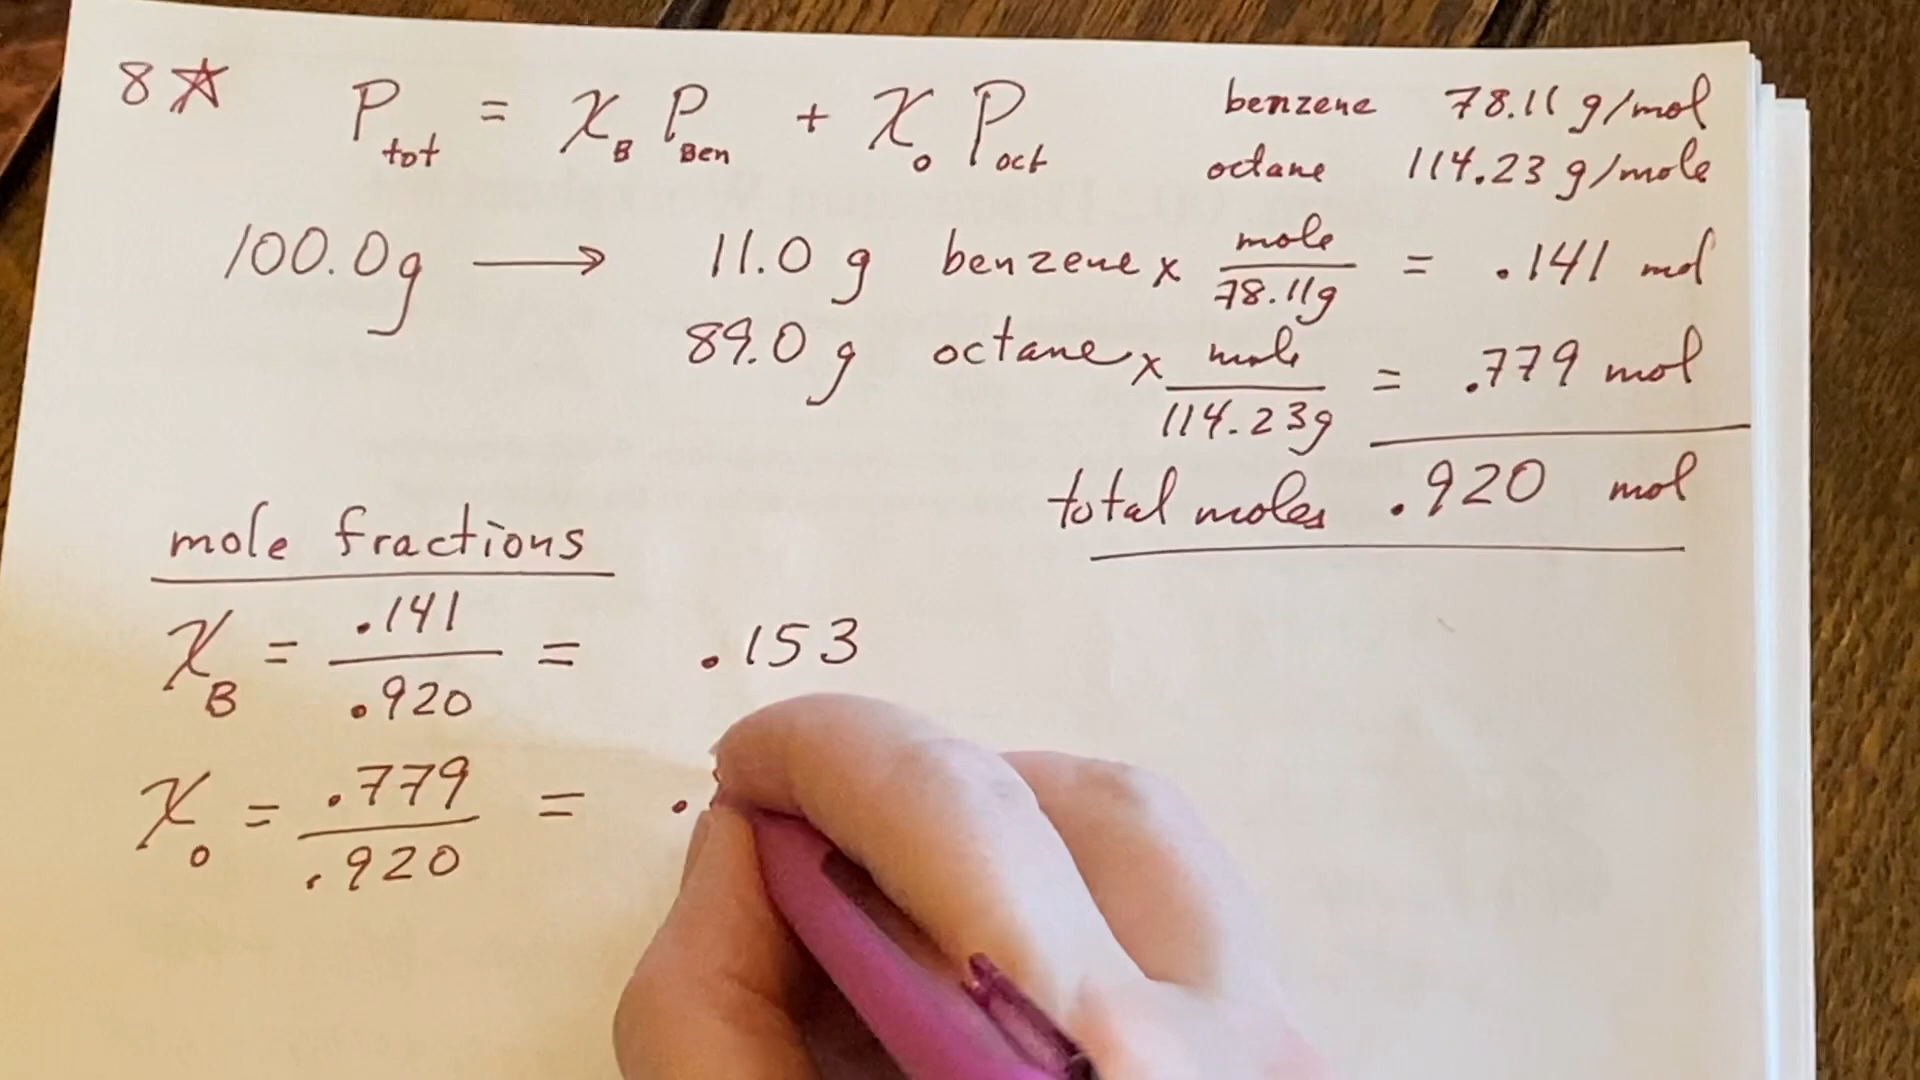 8☆ P_tot = χ_B P_Ben + χ_o P_oct
benzene 78.11 g/mol
octane 114.23 g/mole
100.0g → 11.0 g benzene x mole/78.11g = .141 mol
89.0 g octane x mole/114.23g = .779 mol
total moles .920 mol
mole fractions
χ_B = .141/.920 = .153
χ_o = .779/.920 = .